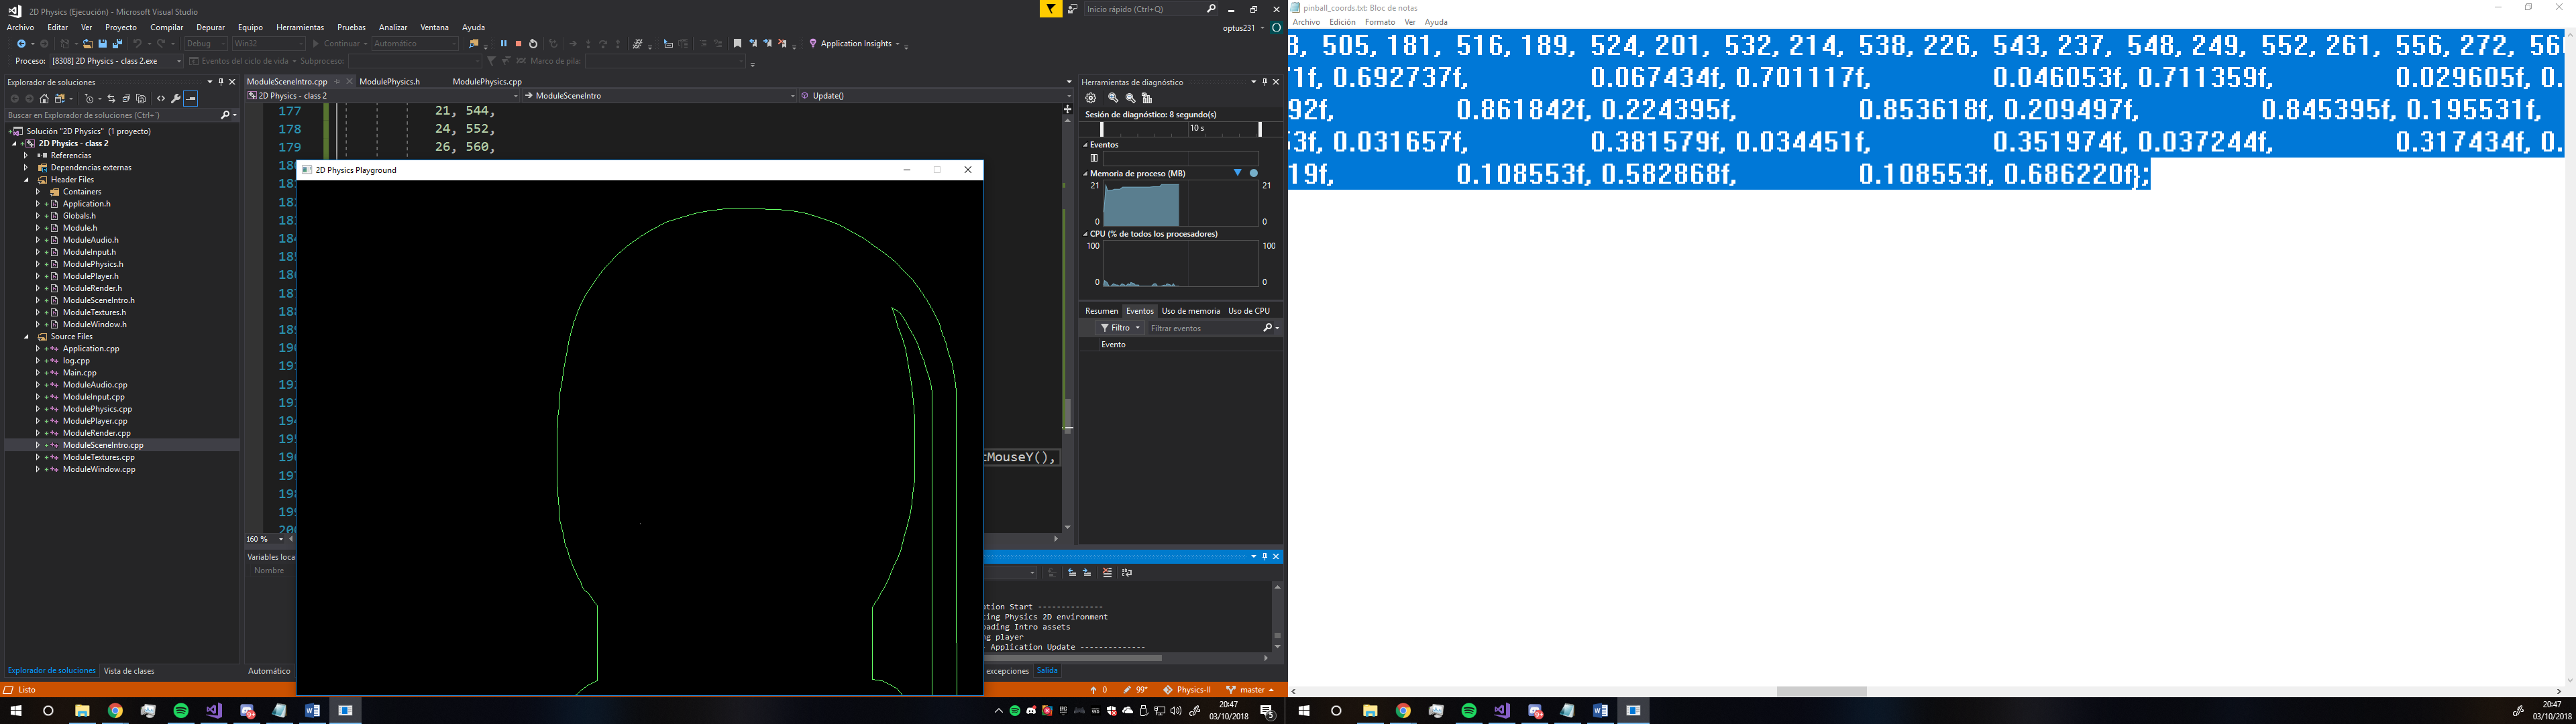 2D Physics (Ejecución) - Microsoft Visual Studio
Inicio rápido (Ctrl+Q)
Archivo Editar Ver Proyecto Compilar Depurar Equipo Herramientas Pruebas Analizar Ventana Ayuda
optus231
Debug Win32 Continuar Automático Application Insights
Proceso: [8308] 2D Physics - class 2.exe Eventos del ciclo de vida Subproceso: Marco de pila:
Explorador de soluciones
Buscar en Explorador de soluciones (Ctrl+´)
Solución "2D Physics" (1 proyecto)
2D Physics - class 2
Referencias
Dependencias externas
Header Files
Containers
Application.h
Globals.h
Module.h
ModuleAudio.h
ModuleInput.h
ModulePhysics.h
ModulePlayer.h
ModuleRender.h
ModuleSceneIntro.h
ModuleTextures.h
ModuleWindow.h
Source Files
Application.cpp
log.cpp
Main.cpp
ModuleAudio.cpp
ModuleInput.cpp
ModulePhysics.cpp
ModulePlayer.cpp
ModuleRender.cpp
ModuleSceneIntro.cpp
ModuleTextures.cpp
ModuleWindow.cpp
Explorador de soluciones Vista de clases
ModuleSceneIntro.cpp ModulePhysics.h ModulePhysics.cpp
2D Physics - class 2 ModuleSceneIntro Update()
177 21, 544,
178 24, 552,
179 26, 560,
2D Physics Playground
:MouseY(),
160 %
Variables loca
Nombre
Automático
ation Start --------------
ting Physics 2D environment
oading Intro assets
ng player
- Application Update --------------
excepciones Salida
Herramientas de diagnóstico
Sesión de diagnóstico: 8 segundo(s)
10 s
Eventos
Memoria de proceso (MB)
21 21
0 0
CPU (% de todos los procesadores)
100 100
0 0
Resumen Eventos Uso de memoria Uso de CPU
Filtro Filtrar eventos
Evento
Listo
0 99* Physics-II master
20:47
03/10/2018
pinball_coords.txt: Bloc de notas
Archivo Edición Formato Ver Ayuda
8, 505, 181, 516, 189, 524, 201, 532, 214, 538, 226, 543, 237, 548, 249, 552, 261, 556, 272, 56
71f, 0.692737f, 0.067434f, 0.701117f, 0.046053f, 0.711359f, 0.029605f, 0.
92f, 0.861842f, 0.224395f, 0.853618f, 0.209497f, 0.845395f, 0.195531f,
53f, 0.031657f, 0.381579f, 0.034451f, 0.351974f, 0.037244f, 0.317434f, 0.
19f, 0.108553f, 0.582868f, 0.108553f, 0.686220f};
20:47
03/10/2018